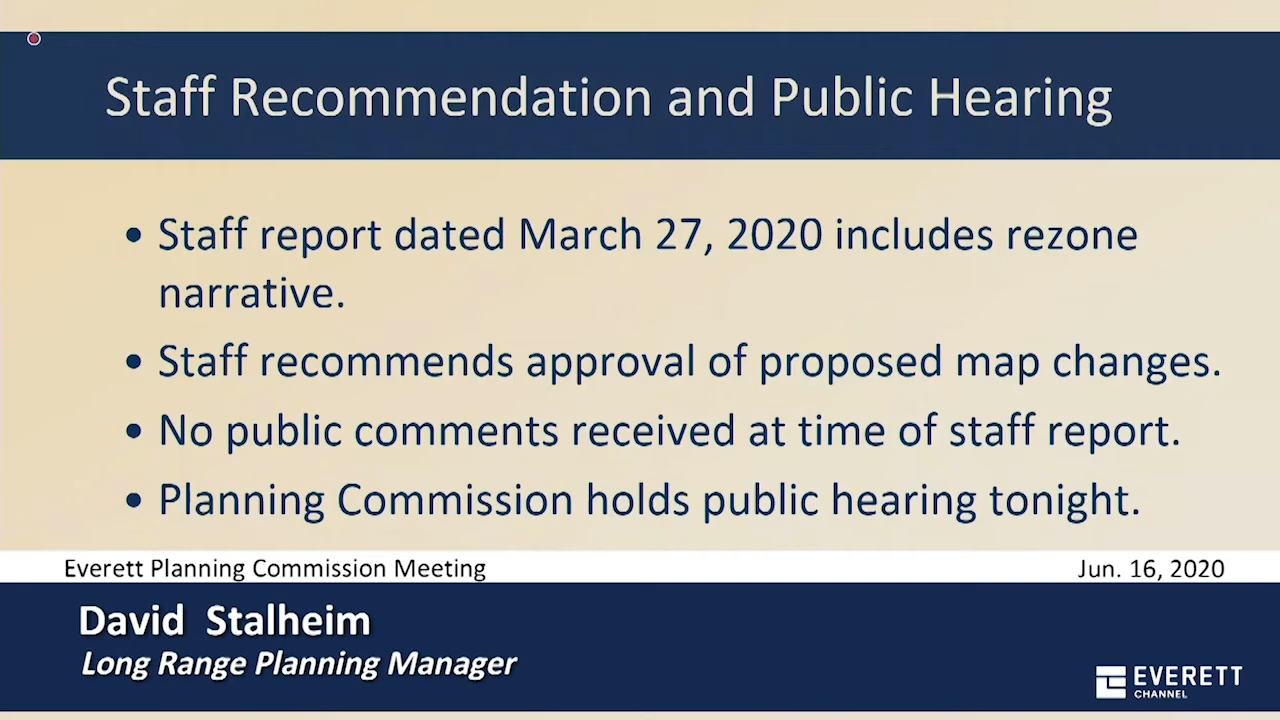 Staff Recommendation and Public Hearing
• Staff report dated March 27, 2020 includes rezone
narrative.
• Staff recommends approval of proposed map changes.
• No public comments received at time of staff report.
• Planning Commission holds public hearing tonight.
Everett Planning Commission Meeting
Jun. 16, 2020
David Stalheim
Long Range Planning Manager
EVERETT
CHANNEL